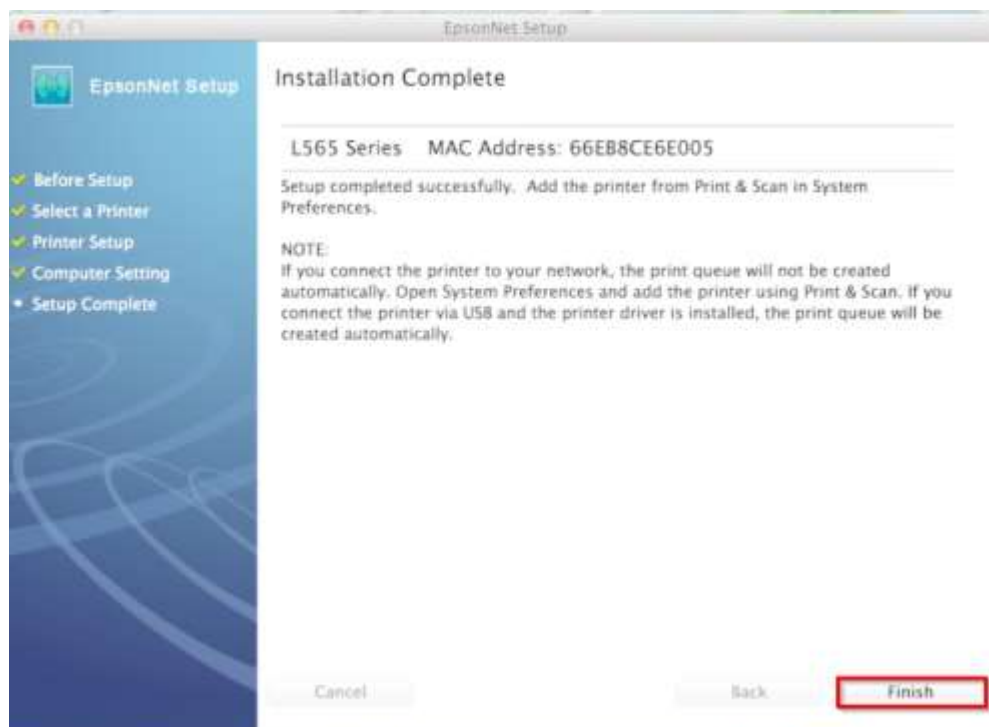 EpsonNet Setup
EpsonNet Setup
Before Setup
Select a Printer
Printer Setup
Computer Setting
Setup Complete
Installation Complete
L565 Series MAC Address: 66EB8CE6E005
Setup completed successfully. Add the printer from Print & Scan in System
Preferences.
NOTE:
If you connect the printer to your network, the print queue will not be created
automatically. Open System Preferences and add the printer using Print & Scan. If you
connect the printer via USB and the printer driver is installed, the print queue will be
created automatically.
Cancel
Back
Finish